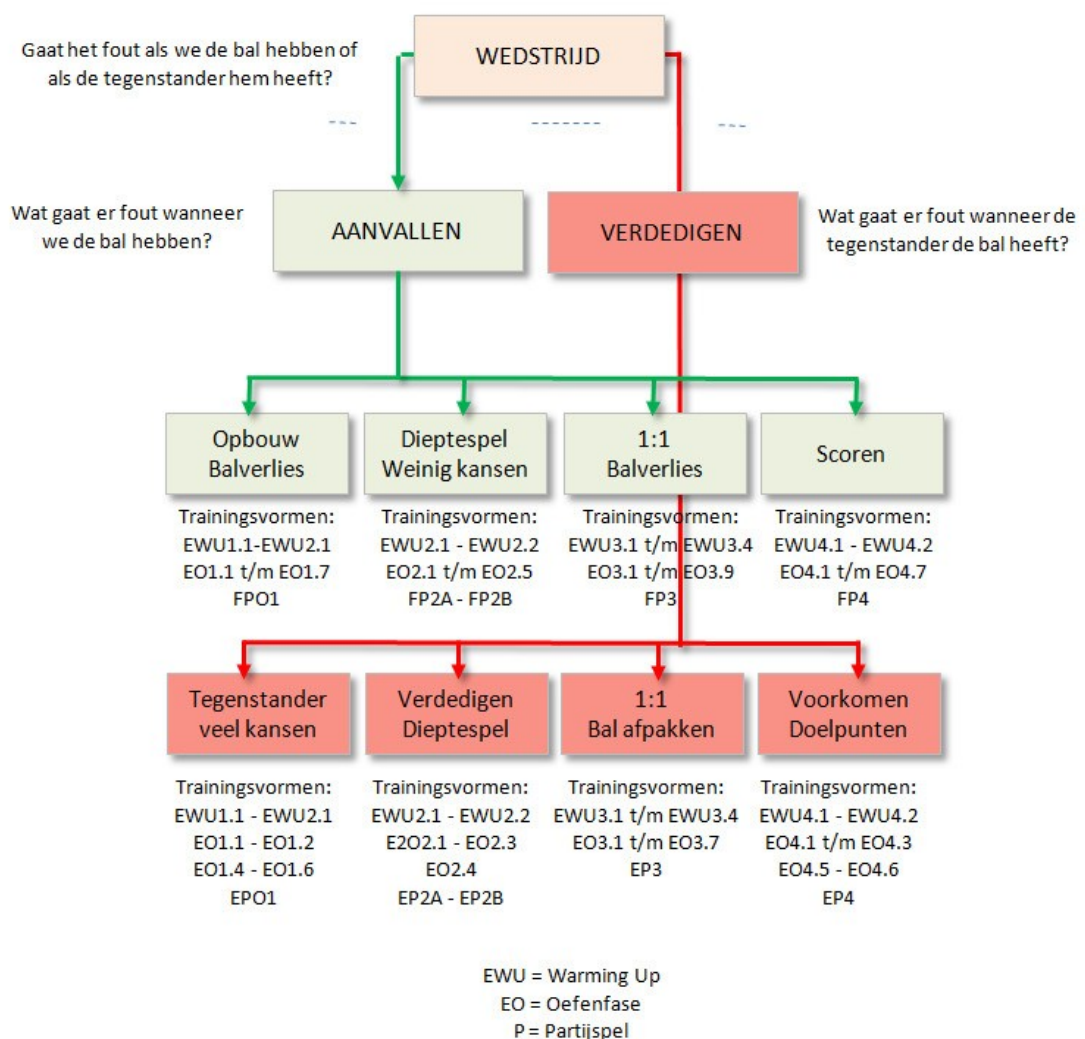 Gaat het fout als we de bal hebben of
als de tegenstander hem heeft?
WEDSTRIJD
Wat gaat er fout wanneer
we de bal hebben?
AANVALLEN
VERDEDIGEN
Wat gaat er fout wanneer de
tegenstander de bal heeft?
Opbouw
Balverlies
Trainingsvormen:
EWU1.1-EWU2.1
EO1.1 t/m EO1.7
FPO1
Dieptespel
Weinig kansen
Trainingsvormen:
EWU2.1 - EWU2.2
EO2.1 t/m EO2.5
FP2A - FP2B
1:1
Balverlies
Trainingsvormen:
EWU3.1 t/m EWU3.4
EO3.1 t/m EO3.9
FP3
Scoren
Trainingsvormen:
EWU4.1 - EWU4.2
EO4.1 t/m EO4.7
FP4
Tegenstander
veel kansen
Trainingsvormen:
EWU1.1 - EWU2.1
EO1.1 - EO1.2
EO1.4 - EO1.6
EPO1
Verdedigen
Dieptespel
Trainingsvormen:
EWU2.1 - EWU2.2
E2O2.1 - EO2.3
EO2.4
EP2A - EP2B
1:1
Bal afpakken
Trainingsvormen:
EWU3.1 t/m EWU3.4
EO3.1 t/m EO3.7
EP3
Voorkomen
Doelpunten
Trainingsvormen:
EWU4.1 - EWU4.2
EO4.1 t/m EO4.3
EO4.5 - EO4.6
EP4
EWU = Warming Up
EO = Oefenfase
P = Partijspel